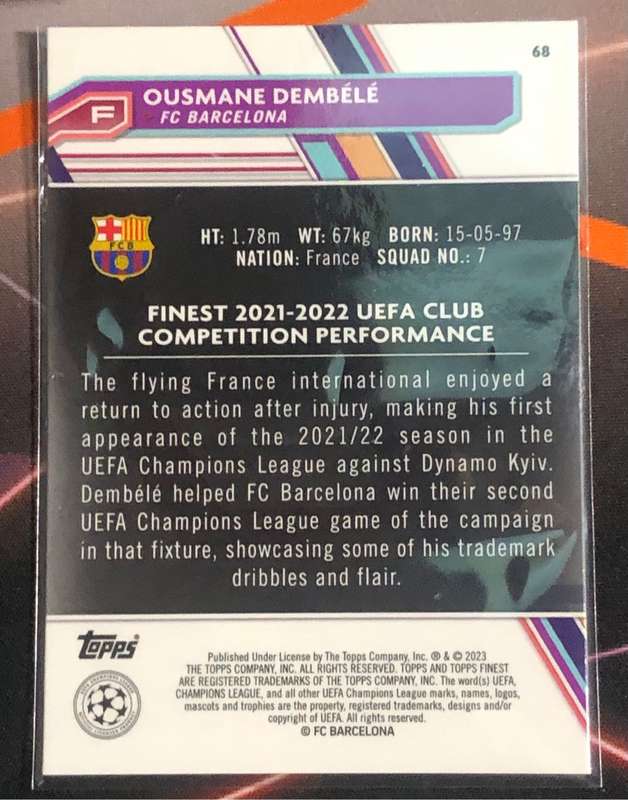 68
F
OUSMANE DEMBÉLÉ
FC BARCELONA
FCB
HT: 1.78m WT: 67kg BORN: 15-05-97
NATION: France SQUAD NO.: 7
FINEST 2021-2022 UEFA CLUB
COMPETITION PERFORMANCE
The flying France international enjoyed a
return to action after injury, making his first
appearance of the 2021/22 season in the
UEFA Champions League against Dynamo Kyiv.
Dembélé helped FC Barcelona win their second
UEFA Champions League game of the campaign
in that fixture, showcasing some of his trademark
dribbles and flair.
Topps
Published Under License by The Topps Company, Inc. ® & © 2023
THE TOPPS COMPANY, INC. ALL RIGHTS RESERVED. TOPPS AND TOPPS FINEST
ARE REGISTERED TRADEMARKS OF THE TOPPS COMPANY, INC. The word(s) UEFA,
CHAMPIONS LEAGUE, and all other UEFA Champions League marks, names, logos,
mascots and trophies are the property, registered trademarks, designs and/or
copyright of UEFA. All rights reserved.
© FC BARCELONA